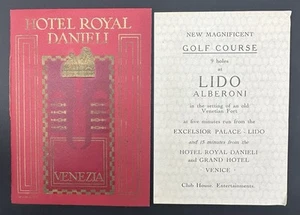 HOTEL ROYAL
DANIELI
VENEZIA
NEW MAGNIFICENT
GOLF COURSE
9 holes
at
LIDO
ALBERONI
in the setting of an old
Venetian Fort
at five minutes run from the
EXCELSIOR PALACE - LIDO
and 15 minutes from the
HOTEL ROYAL DANIELI
and GRAND HOTEL
VENICE
Club House Entertainments